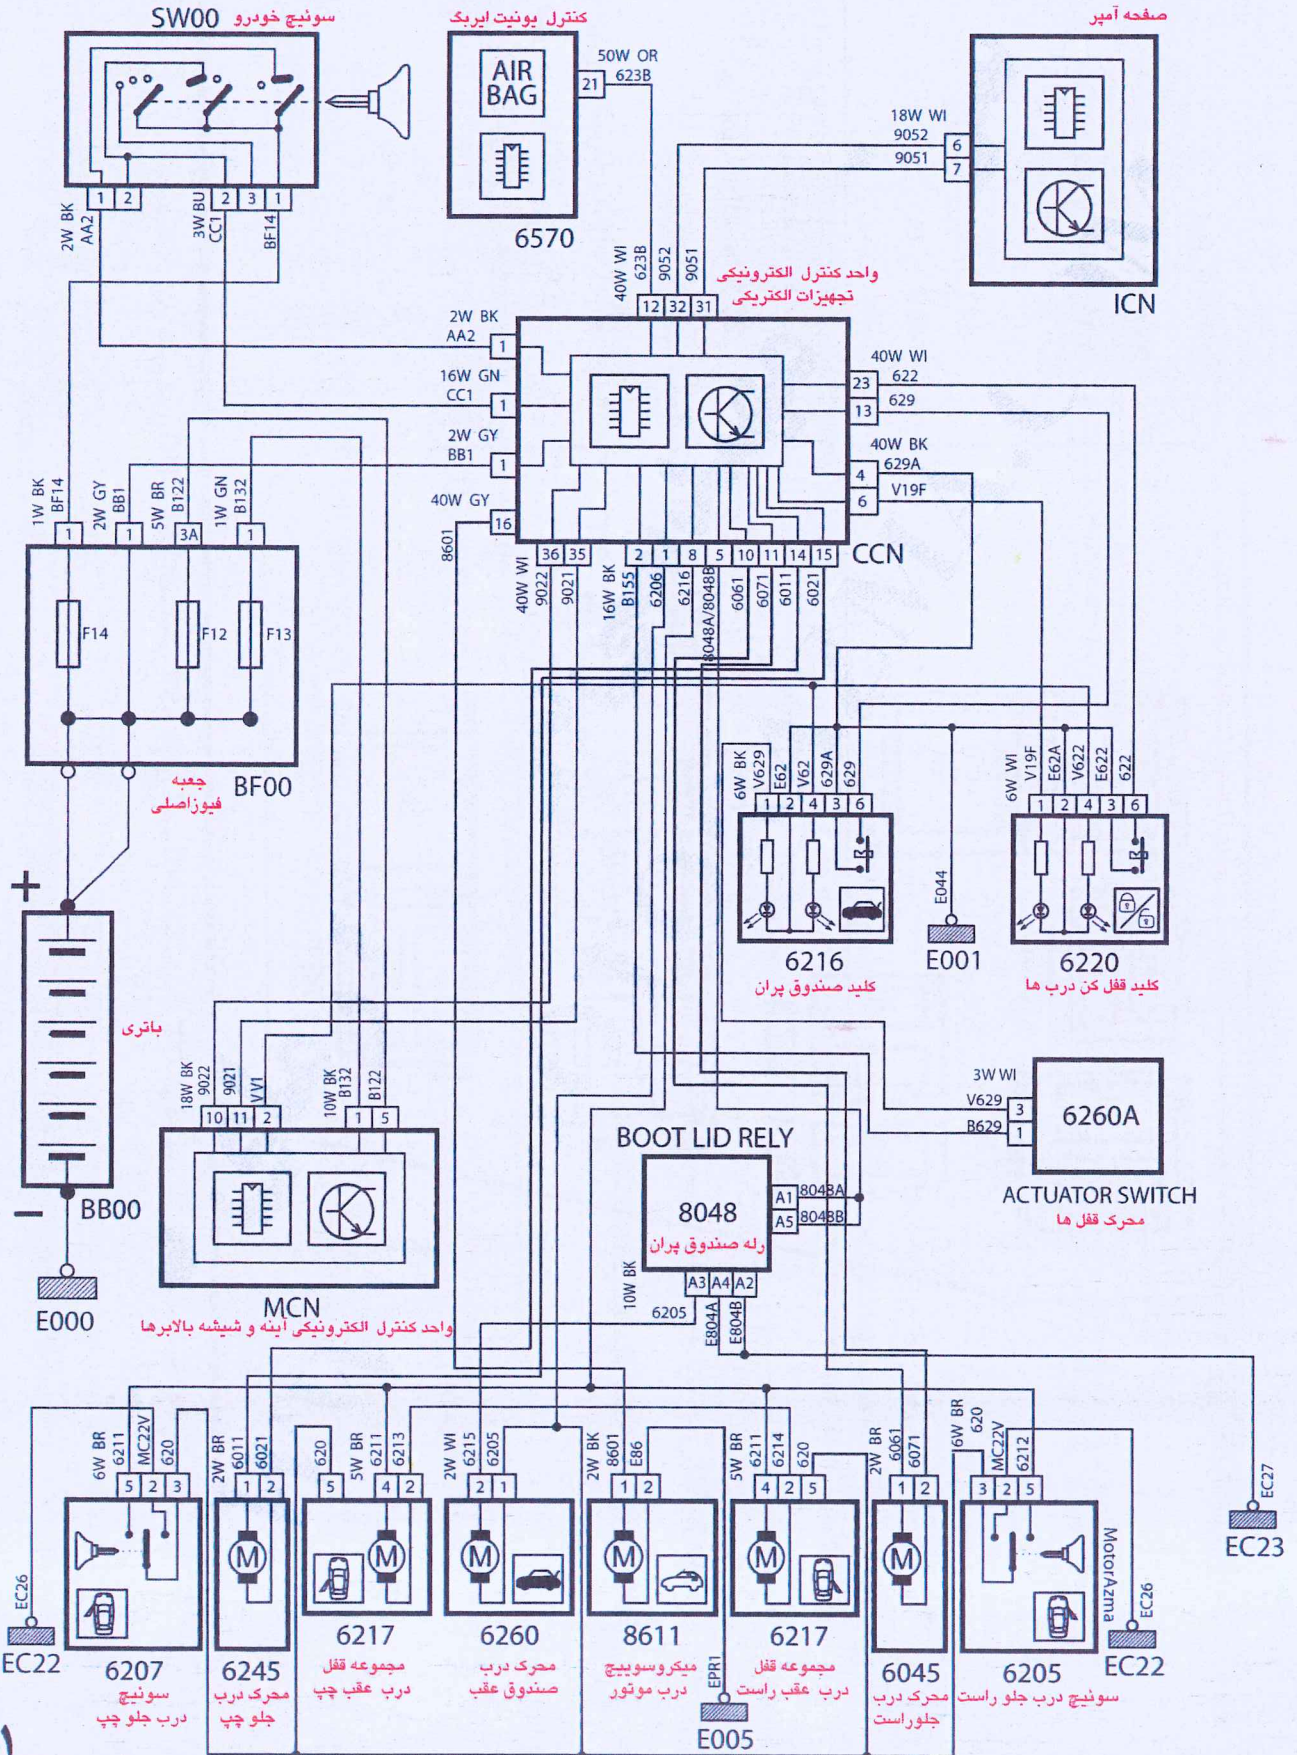 SW00 سوئیچ خودرو
کنترل یونیت ایربگ
صفحه آمپر
AIR
BAG
21
50W OR
623B
6570
18W WI
9052
9051
6
7
ICN
1 2 2 3 1
2W BK
AA2
3W BU
CC1
BF14
واحد کنترل الکترونیکی
تجهیزات الکتریکی
40W WI
623B
9052
9051
12 32 31
2W BK
AA2
1
16W GN
CC1
1
2W GY
BB1
1
40W GY
16
8601
40W WI
622
23
629
13
40W BK
629A
4
V19F
6
CCN
36 35 2 1 8 5 10 11 14 15
40W WI
9022
9021
16W BK
B155
6206
6216
8048A/8048B
6061
6071
6011
6021
1W BK
BF14
2W GY
BB1
5W BR
B122
1W GN
B132
1 1 3A 1
F14
F12
F13
BF00
جعبه
فیوزاصلی
+
باتری
−
BB00
E000
6W BK
V629
E62
V62
629A
629
1 2 4 3 6
6216
کلید صندوق پران
E044
E001
6W WI
V19F
E62A
V622
E622
622
1 2 4 3 6
6220
کلید قفل کن درب ها
18W BK
9022
9021
VV1
10W BK
B132
B122
10 11 2 1 5
MCN
واحد کنترل الکترونیکی آینه و شیشه بالابرها
3W WI
V629
3
B629
1
6260A
ACTUATOR SWITCH
محرک قفل ها
BOOT LID RELY
8048
رله صندوق پران
A1
8048A
A5
8048B
A3 A4 A2
10W BK
6205
E804A
E804B
EC26
EC22
6W BR
6211
MC22V
620
5 2 3
6207
سوئیچ
درب جلو چپ
2W BR
6011
6021
1 2
M
6245
محرک درب
جلو چپ
620
5W BR
6211
6213
5 4 2
M
6217
مجموعه قفل
درب عقب چپ
2W WI
6215
6205
2 1
M
6260
محرک درب
صندوق عقب
2W BK
8601
E86
1 2
M
8611
میکروسوییچ
درب موتور
EPR1
E005
5W BR
6211
6214
620
4 2 5
M
6217
مجموعه قفل
درب عقب راست
2W BR
6061
6071
1 2
M
6045
محرک درب
جلوراست
6W BR
620
MC22V
6212
3 2 5
6205
سوئیچ درب جلو راست
MotorAzma
EC26
EC22
EC27
EC23